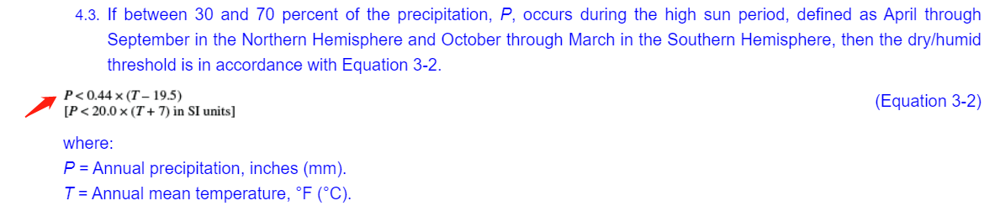 4.3. If between 30 and 70 percent of the precipitation, P, occurs during the high sun period, defined as April through
September in the Northern Hemisphere and October through March in the Southern Hemisphere, then the dry/humid
threshold is in accordance with Equation 3-2.
P < 0.44 × (T – 19.5)
[P < 20.0 × (T + 7) in SI units]
(Equation 3-2)
where:
P = Annual precipitation, inches (mm).
T = Annual mean temperature, °F (°C).